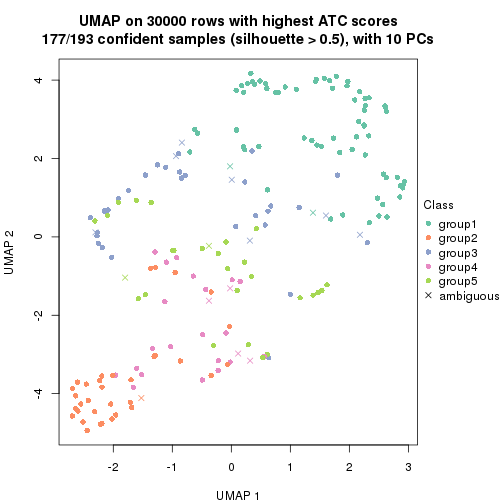 UMAP on 30000 rows with highest ATC scores
177/193 confident samples (silhouette > 0.5), with 10 PCs
4
2
0
-2
-4
UMAP 2
-2
-1
0
1
2
3
UMAP 1
Class
group1
group2
group3
group4
group5
ambiguous